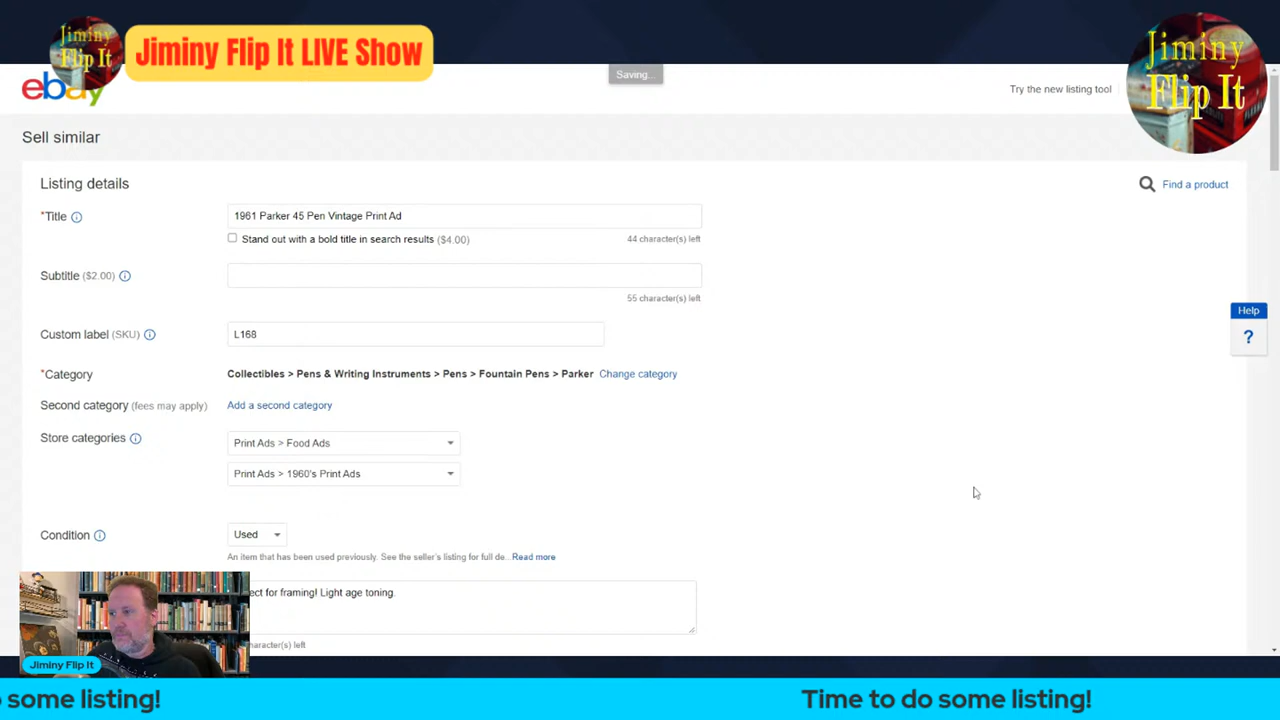 Jiminy
Flip It
Jiminy Flip It LIVE Show
Jiminy
Flip It
ebay
Saving...
Try the new listing tool
Sell similar
Listing details
Find a product
*Title
1961 Parker 45 Pen Vintage Print Ad
Stand out with a bold title in search results ($4.00)
44 character(s) left
Subtitle ($2.00)
55 character(s) left
Help
?
Custom label (SKU)
L168
*Category
Collectibles > Pens & Writing Instruments > Pens > Fountain Pens > Parker Change category
Second category (fees may apply)
Add a second category
Store categories
Print Ads > Food Ads
Print Ads > 1960's Print Ads
Condition
Used
An item that has been used previously. See the seller's listing for full de... Read more
ect for framing! Light age toning.
haracter(s) left
Jiminy Flip It
o some listing!
Time to do some listing!